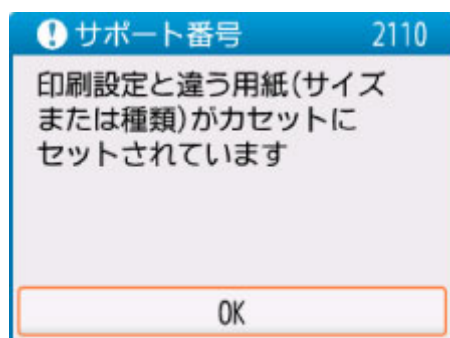 サポート番号 2110
印刷設定と違う用紙(サイズ
または種類)がカセットに
セットされています
OK